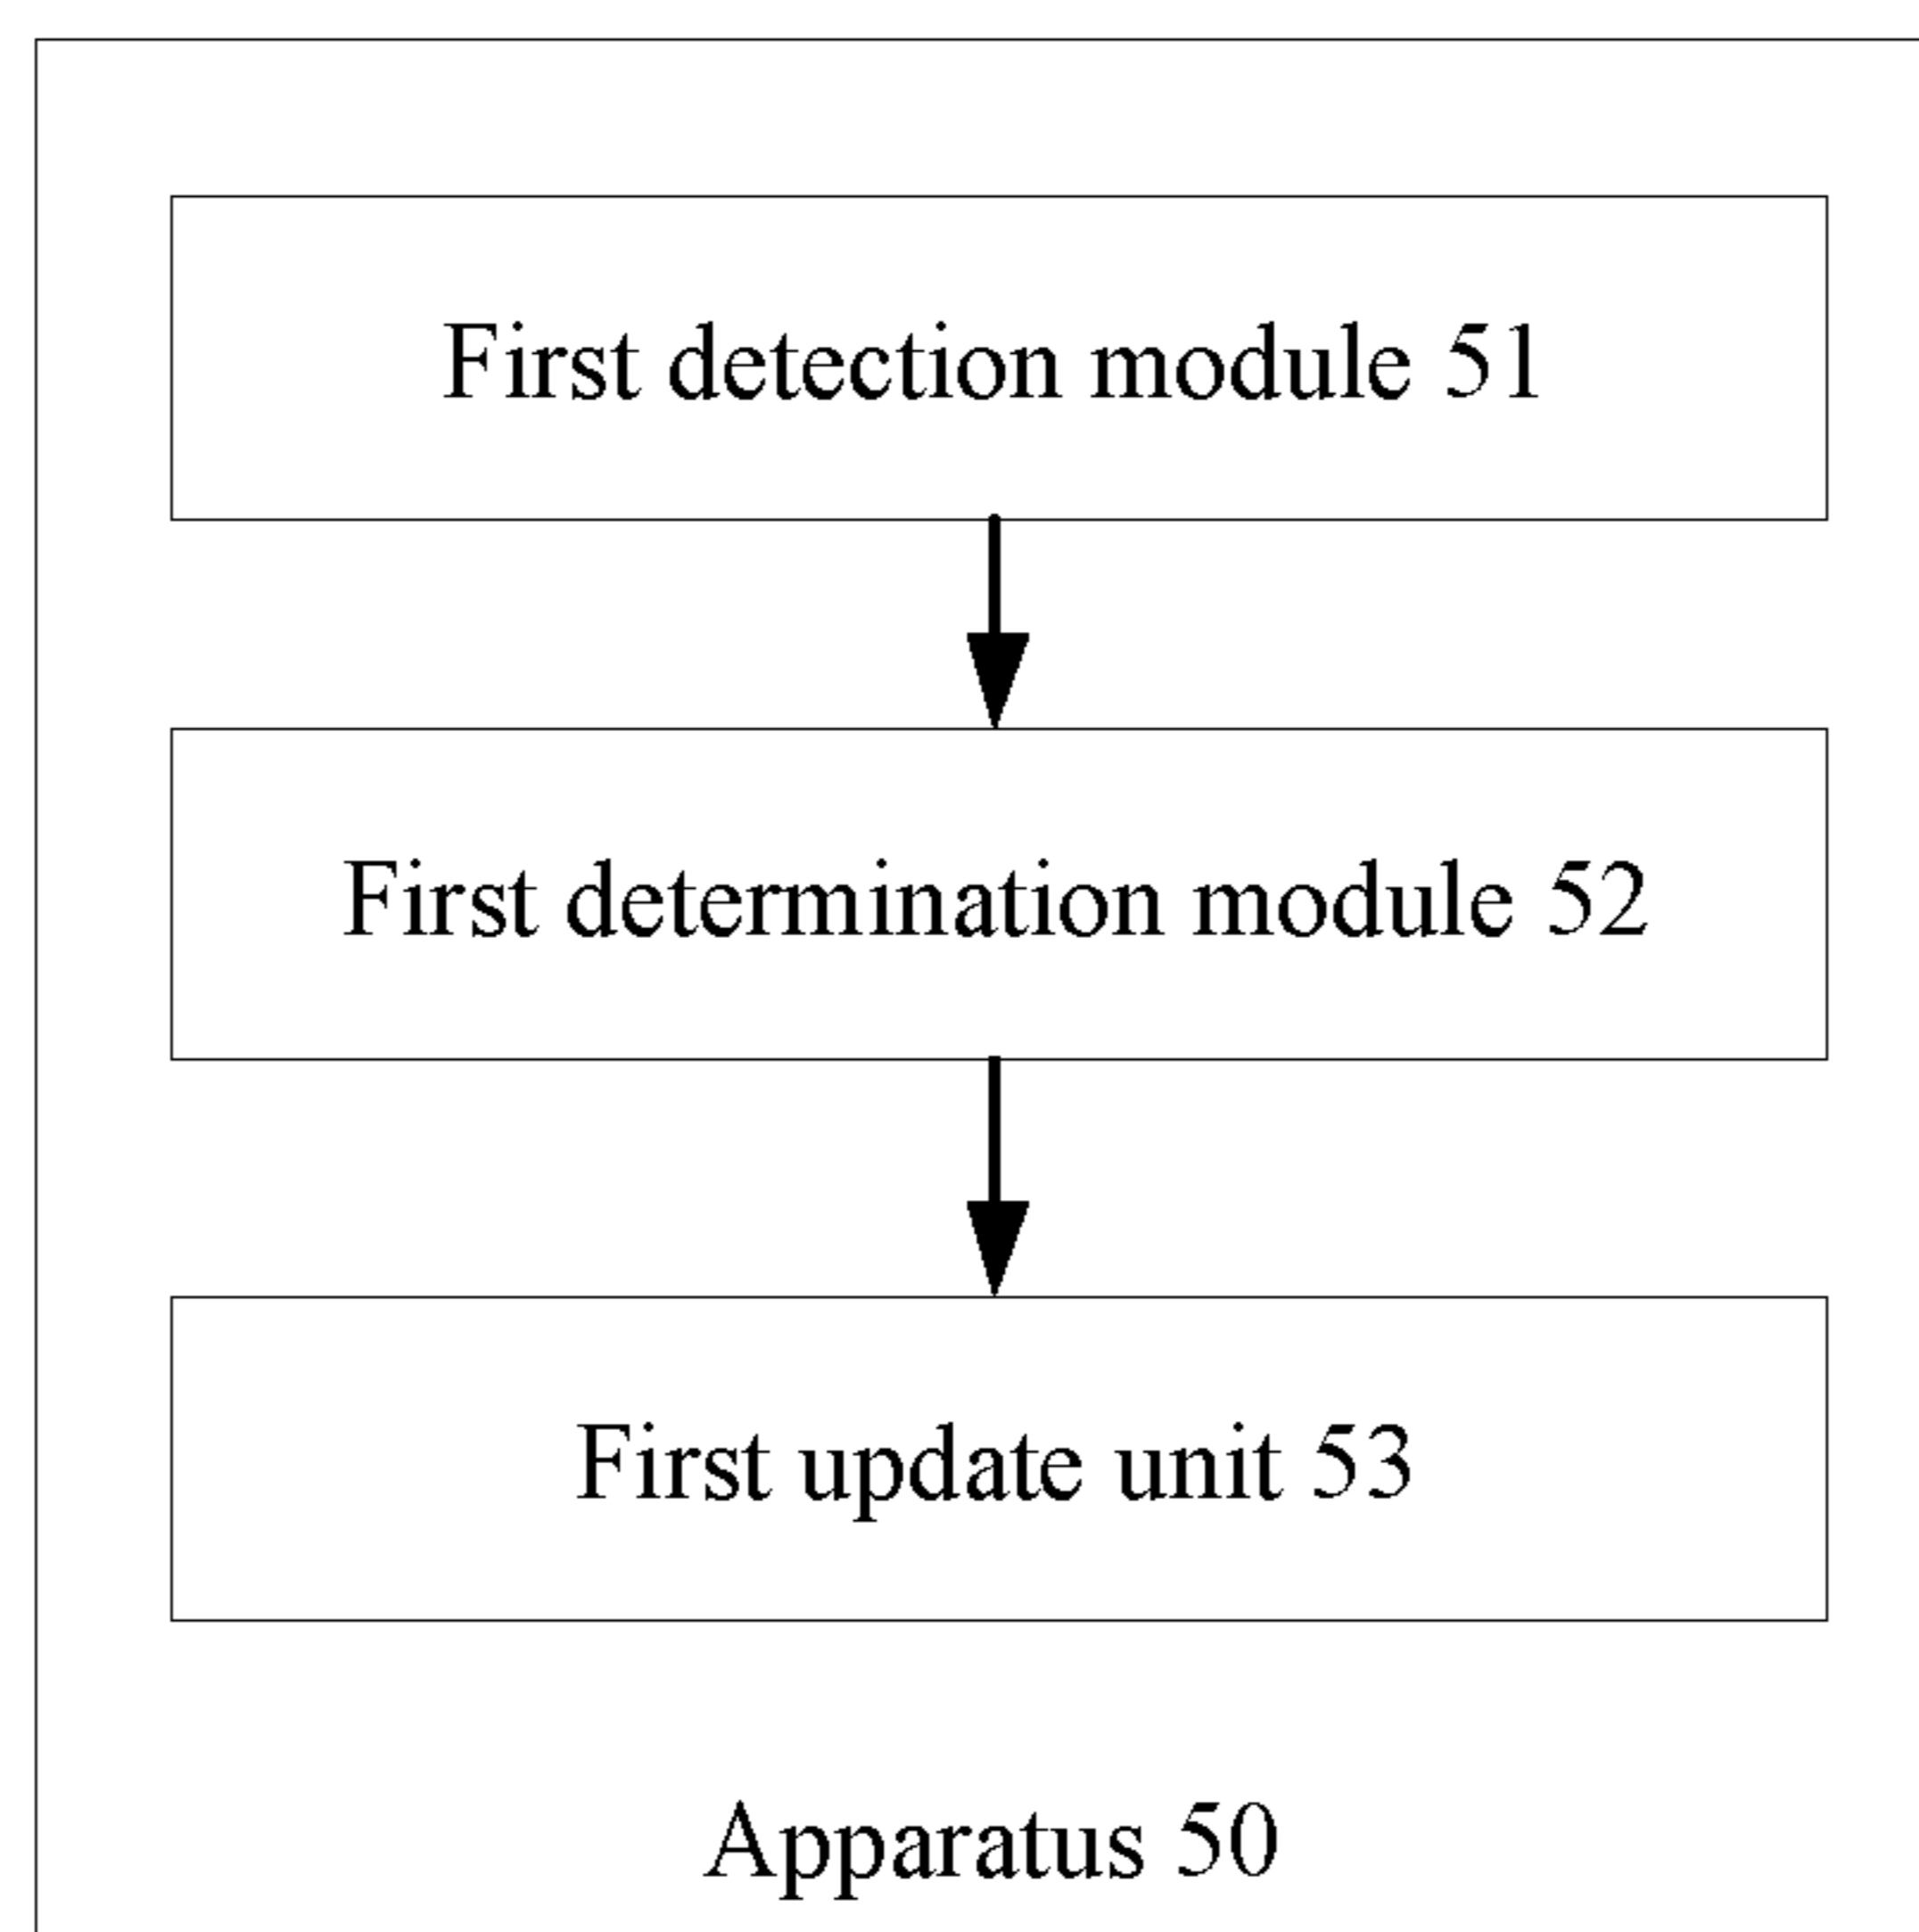 First detection module 51
First determination module 52
First update unit 53
Apparatus 50